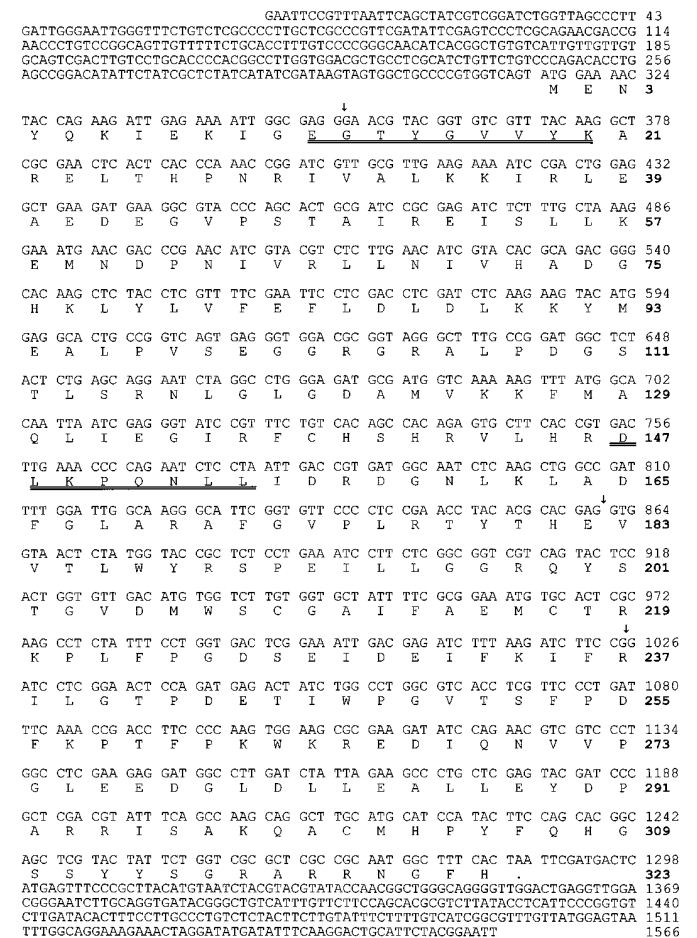 GAATTCCGTTTAATTCAGCTATCGTCGGATCTGGTTAGCCCTT 43
GATTGGGAATTGGGTTTCTGTCTCGCCCCTTGCTCGCCCGTTCGATATTCGAGTCCCTCGCAGAACGACCG 114
AACCCTGTCCGGCAGTTGTTTTTCTGCACCTTTGTCCCCGGGCAACATCACGGCTGTGTCATTGTTGTTGT 185
GCAGTCGACTTGTCCTGCACCCACGGCCTTGGTGGACGCTGCCTCGCATCTGTTCTGTCCCAGACACCTG 256
AGCCGGACATATTCTATCGCTCTATCATATCGATAAGTAGTGGCTGCCCCGTGGTCAGT ATG GAA AAC 324
M E N 3
↓
TAC CAG AAG ATT GAG AAA ATT GGC GAG GGA ACG TAC GGT GTC GTT TAC AAG GCT 378
Y Q K I E K I G E G T Y G V V Y K A 21
CGC GAA CTC ACT CAC CCA AAC CGG ATC GTT GCG TTG AAG AAA ATC CGA CTG GAG 432
R E L T H P N R I V A L K K I R L E 39
GCT GAA GAT GAA GGC GTA CCC AGC ACT GCG ATC CGC GAG ATC TCT TTG CTA AAG 486
A E D E G V P S T A I R E I S L L K 57
GAA ATG AAC GAC CCG AAC ATC GTA CGT CTC TTG AAC ATC GTA CAC GCA GAC GGG 540
E M N D P N I V R L L N I V H A D G 75
CAC AAG CTC TAC CTC GTT TTC GAA TTC CTC GAC CTC GAT CTC AAG AAG TAC ATG 594
H K L Y L V F E F L D L D L K K Y M 93
GAG GCA CTG CCG GTC AGT GAG GGT GGA CGC GGT AGG GCT TTG CCG GAT GGC TCT 648
E A L P V S E G G R G R A L P D G S 111
ACT CTG AGC AGG AAT CTA GGC CTG GGA GAT GCG ATG GTC AAA AAG TTT ATG GCA 702
T L S R N L G L G D A M V K K F M A 129
CAA TTA ATC GAG GGT ATC CGT TTC TGT CAC AGC CAC AGA GTG CTT CAC CGT GAC 756
Q L I E G I R F C H S H R V L H R D 147
TTG AAA CCC CAG AAT CTC CTA ATT GAC CGT GAT GGC AAT CTC AAG CTG GCC GAT 810
L K P Q N L L I D R D G N L K L A D 165
↓
TTT GGA TTG GCA AGG GCA TTC GGT GTT CCC CTC CGA ACC TAC ACG CAC GAG GTG 864
F G L A R A F G V P L R T Y T H E V 183
GTA ACT CTA TGG TAC CGC TCT CCT GAA ATC CTT CTC GGC GGT CGT CAG TAC TCC 918
V T L W Y R S P E I L L G G R Q Y S 201
ACT GGT GTT GAC ATG TGG TCT TGT GGT GCT ATT TTC GCG GAA ATG TGC ACT CGC 972
T G V D M W S C G A I F A E M C T R 219
↓
AAG CCT CTA TTT CCT GGT GAC TCG GAA ATT GAC GAG ATC TTT AAG ATC TTC CGG 1026
K P L F P G D S E I D E I F K I F R 237
ATC CTC GGA ACT CCA GAT GAG ACT ATC TGG CCT GGC GTC ACC TCG TTC CCT GAT 1080
I L G T P D E T I W P G V T S F P D 255
TTC AAA CCG ACC TTC CCC AAG TGG AAG CGC GAA GAT ATC CAG AAC GTC GTC CCT 1134
F K P T F P K W K R E D I Q N V V P 273
GGC CTC GAA GAG GAT GGC CTT GAT CTA TTA GAA GCC CTG CTC GAG TAC GAT CCC 1188
G L E E D G L D L L E A L L E Y D P 291
GCT CGA CGT ATT TCA GCC AAG CAG GCT TGC ATG CAT CCA TAC TTC CAG CAC GGC 1242
A R R I S A K Q A C M H P Y F Q H G 309
AGC TCG TAC TAT TCT GGT CGC GCT CGC CGC AAT GGC TTT CAC TAA TTCGATGACTC 1298
S S Y Y S G R A R R N G F H . 323
ATGAGTTTCCCGCTTACATGTAATCTACGTACGTATACCAACGGCTGGGCAGGGGTTGGACTGAGGTTGGA 1369
CGGGAATCTTGCAGGTGATACGGGCTGTCATTTGTTCTTCCAGCACGCGTCTTATACCTCATTCCCGGTGT 1440
CTTGATACACTTTCCTTGCCCTGTCTCTACTTCTTGTATTTCTTTTGTCATCGGCGTTTGTTATGGAGTAA 1511
TTTGGCAGGAAAGAAACTAGGATATGATATTTCAAGGACTGCATTCTACGGAATT 1566